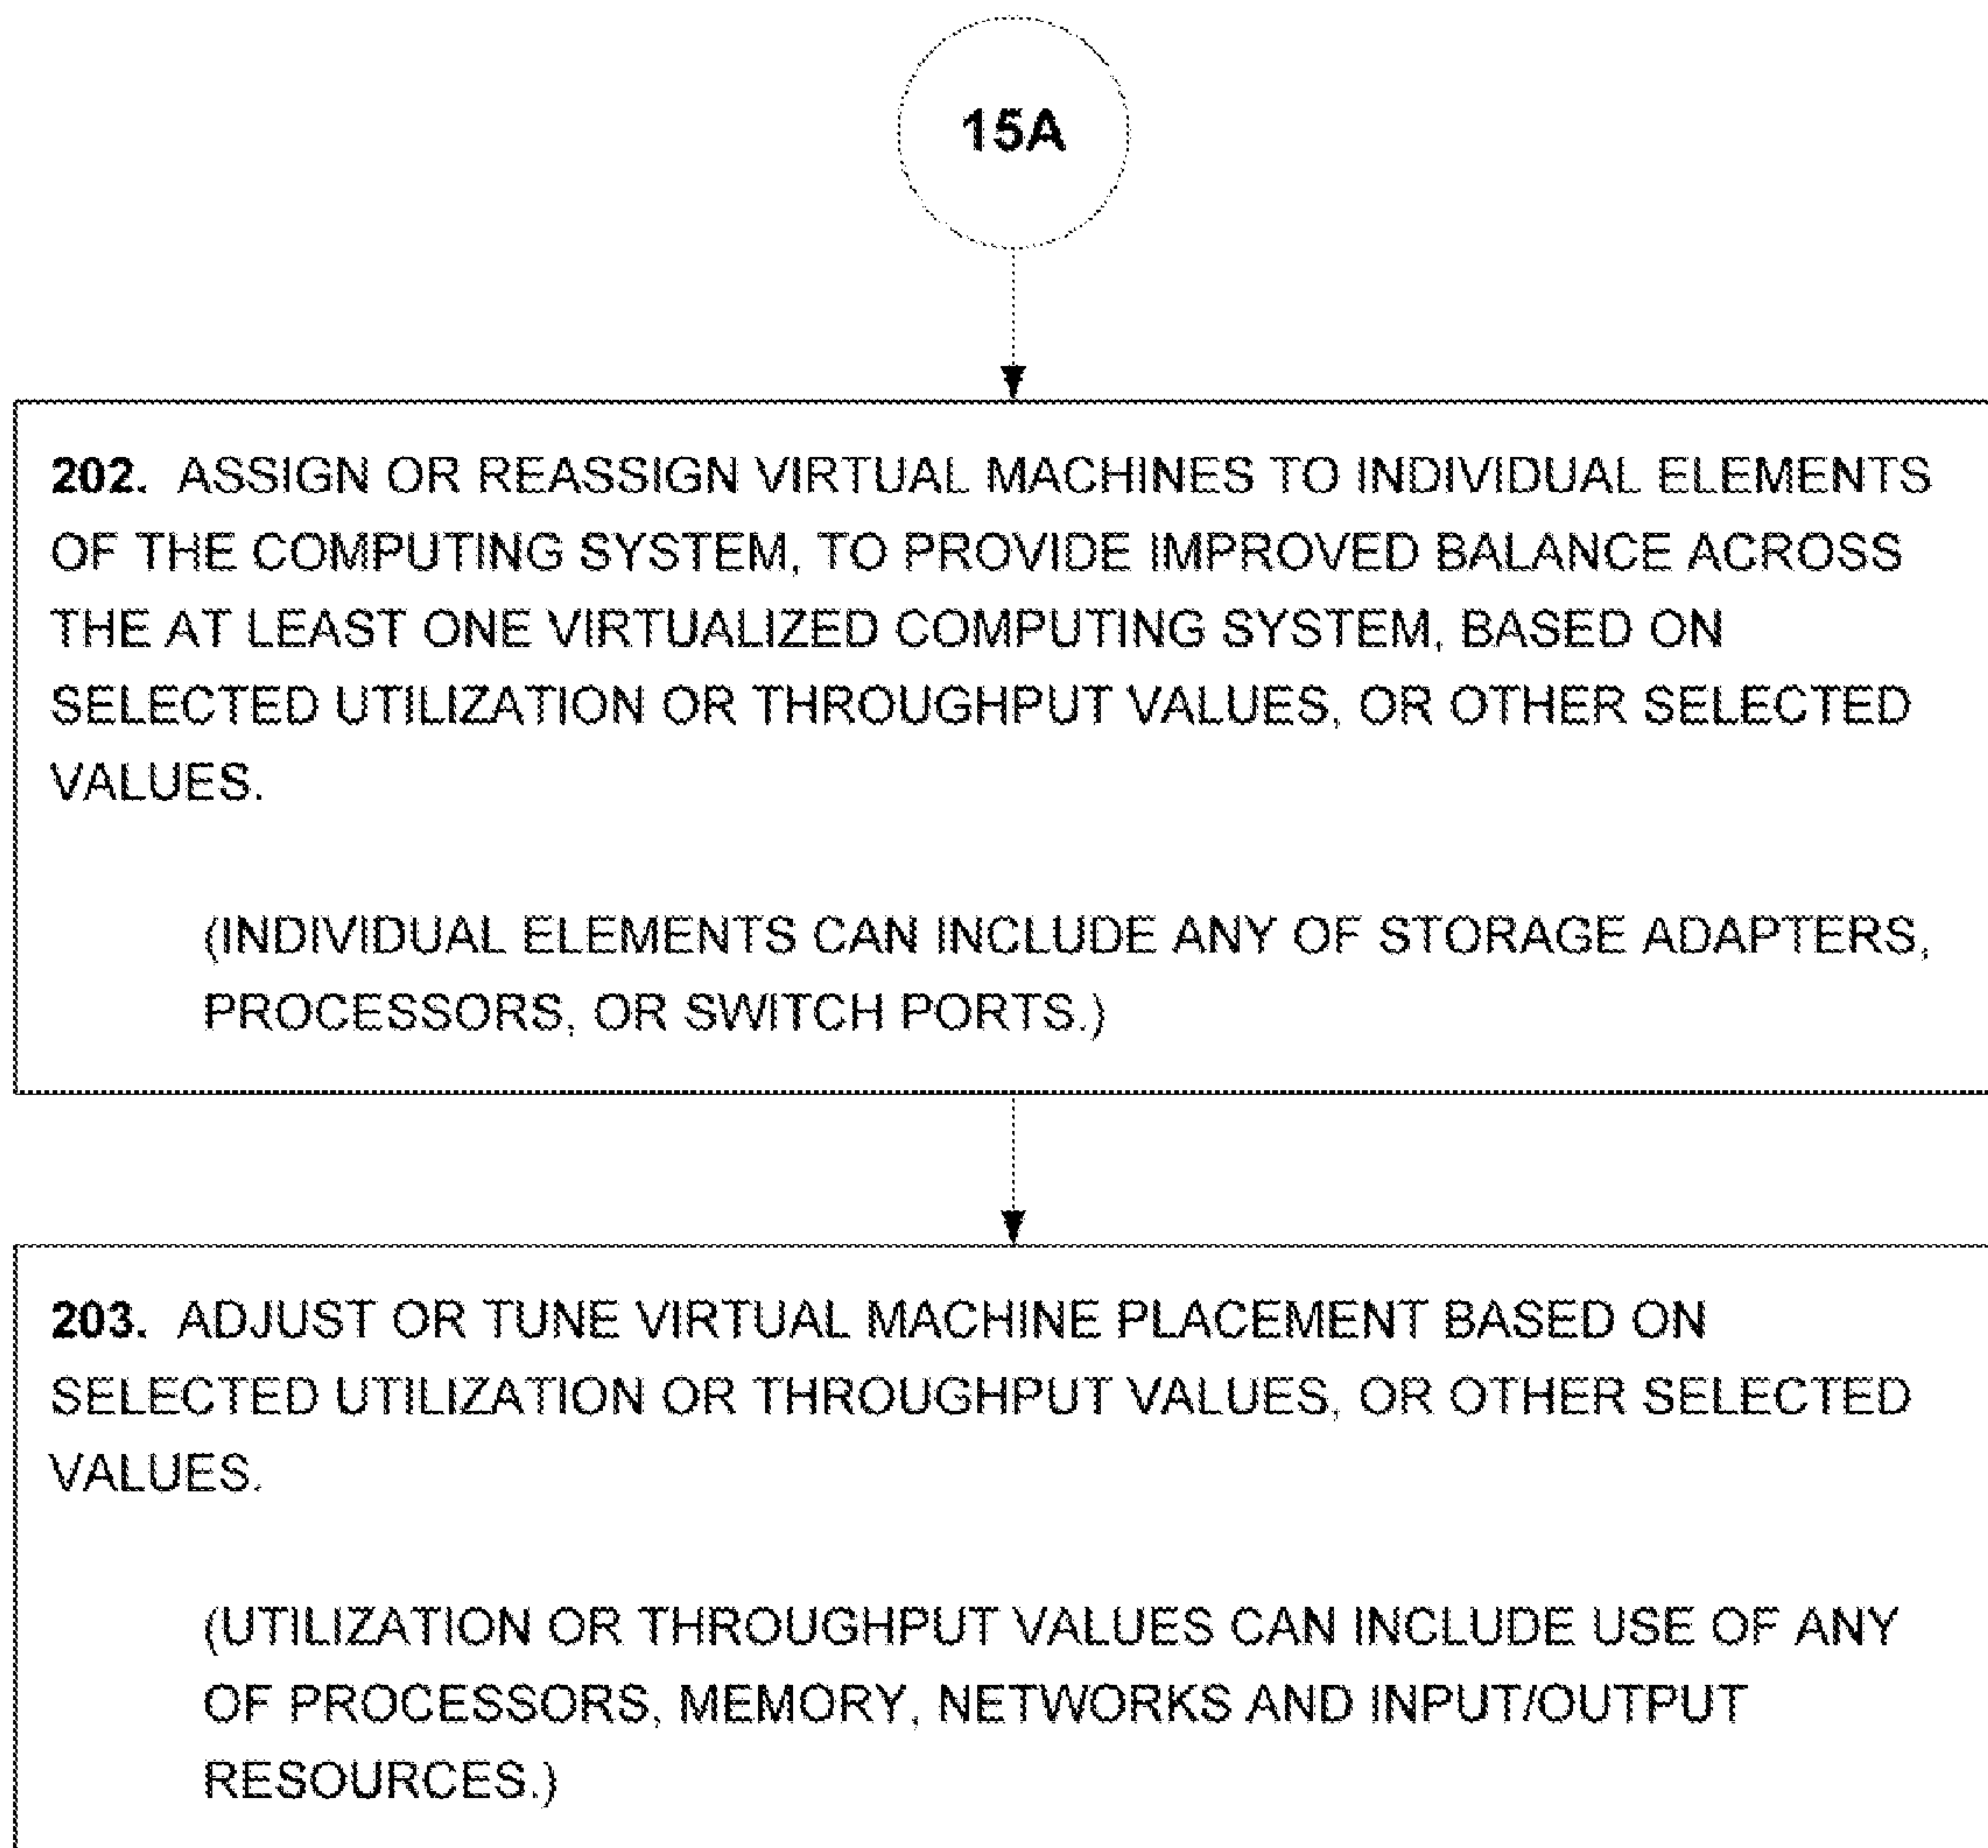 15A
202. ASSIGN OR REASSIGN VIRTUAL MACHINES TO INDIVIDUAL ELEMENTS
OF THE COMPUTING SYSTEM, TO PROVIDE IMPROVED BALANCE ACROSS
THE AT LEAST ONE VIRTUALIZED COMPUTING SYSTEM, BASED ON
SELECTED UTILIZATION OR THROUGHPUT VALUES, OR OTHER SELECTED
VALUES.
(INDIVIDUAL ELEMENTS CAN INCLUDE ANY OF STORAGE ADAPTERS,
PROCESSORS, OR SWITCH PORTS.)
203. ADJUST OR TUNE VIRTUAL MACHINE PLACEMENT BASED ON
SELECTED UTILIZATION OR THROUGHPUT VALUES, OR OTHER SELECTED
VALUES.
(UTILIZATION OR THROUGHPUT VALUES CAN INCLUDE USE OF ANY
OF PROCESSORS, MEMORY, NETWORKS AND INPUT/OUTPUT
RESOURCES.)